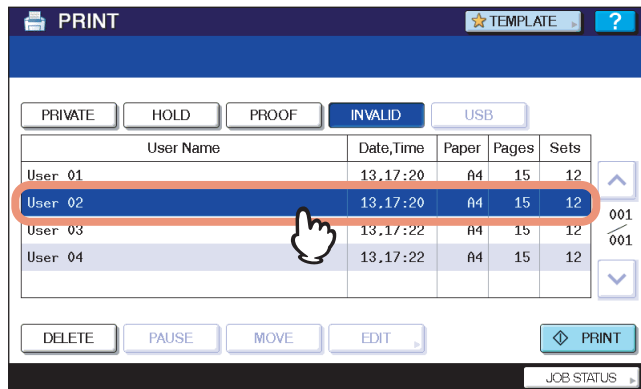 PRINT TEMPLATE ?
PRIVATE HOLD PROOF INVALID USB
User Name Date,Time Paper Pages Sets
User 01 13,17:20 A4 15 12
User 02 13,17:20 A4 15 12
User 03 13,17:22 A4 15 12
User 04 13,17:22 A4 15 12
001
001
DELETE PAUSE MOVE EDIT PRINT
JOB STATUS